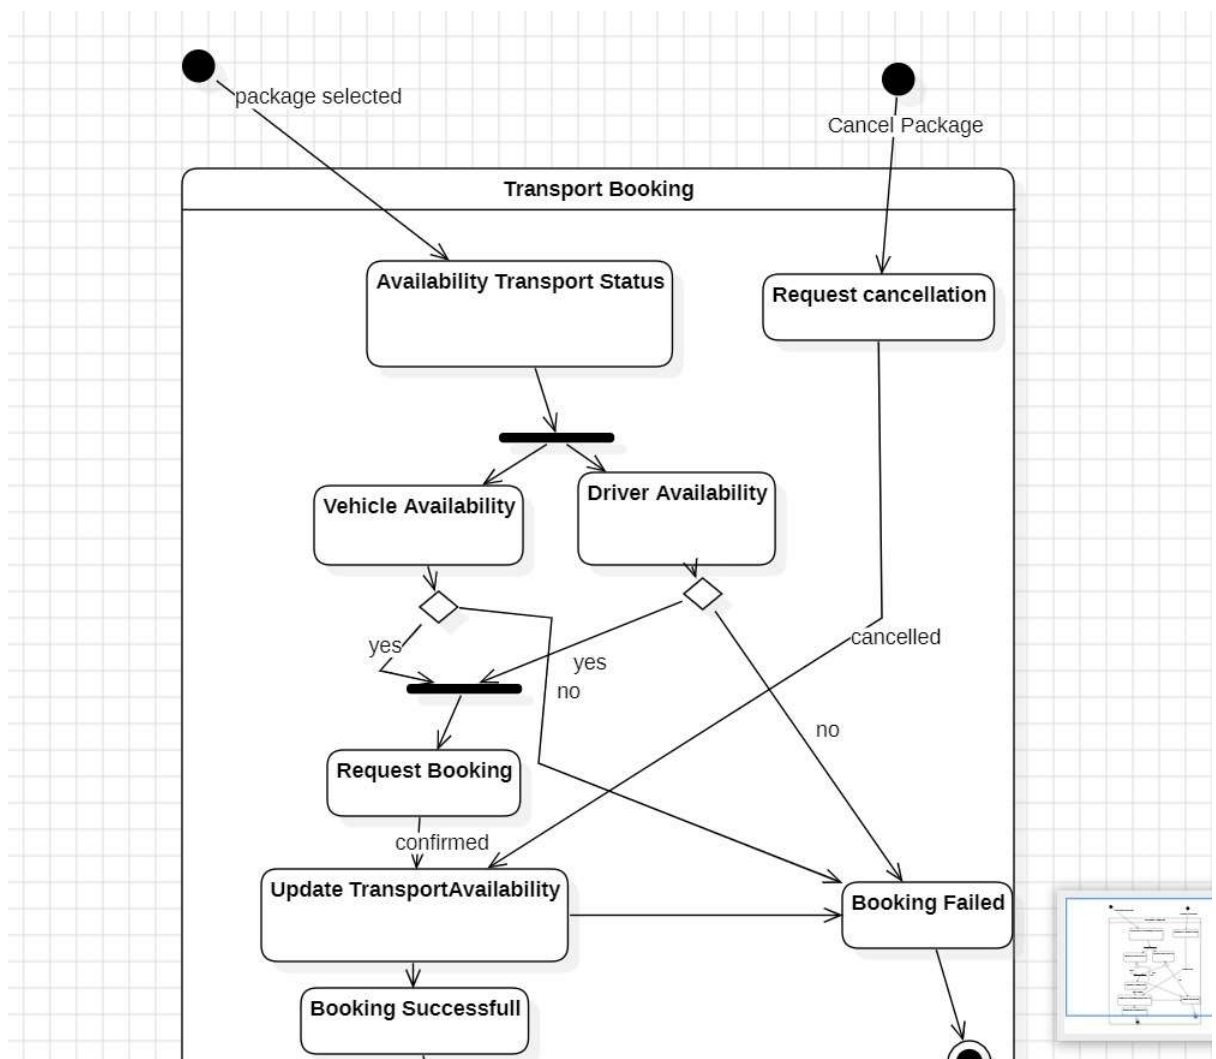 package selected
Cancel Package
Transport Booking
Availability Transport Status
Request cancellation
Vehicle Availability
Driver Availability
yes
cancelled
yes
no
no
Request Booking
confirmed
Update TransportAvailability
Booking Failed
Booking Successfull